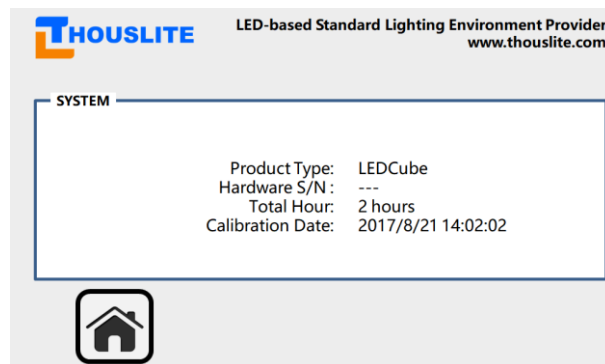 THOUSLITE
LED-based Standard Lighting Environment Provider
www.thouslite.com
SYSTEM
Product Type: LEDCube
Hardware S/N : ---
Total Hour: 2 hours
Calibration Date: 2017/8/21 14:02:02